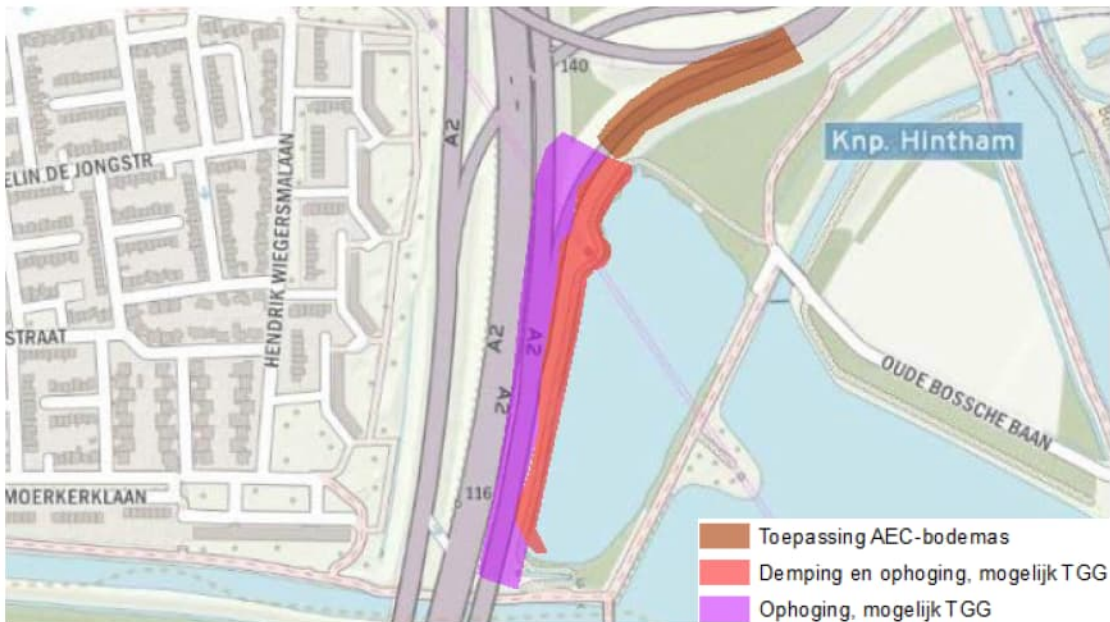 140
A2
Knp. Hintham
ELIN DE JONGSTR
HENDRIK WIEGERSMALAAN
STRAAT
A2
A2
A2
OUDE BOSSCHE BAAN
MOERKERKLAAN
116
Toepassing AEC-bodemas
Demping en ophoging, mogelijk TGG
Ophoging, mogelijk TGG